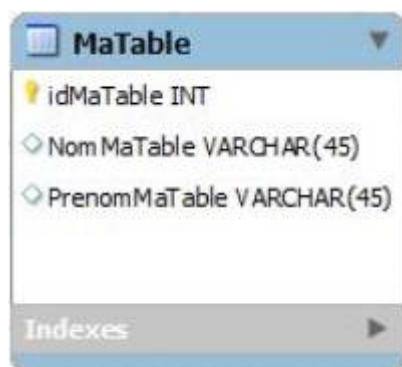 MaTable
idMaTable INT
NomMaTable VARCHAR(45)
PrenomMaTable VARCHAR(45)
Indexes